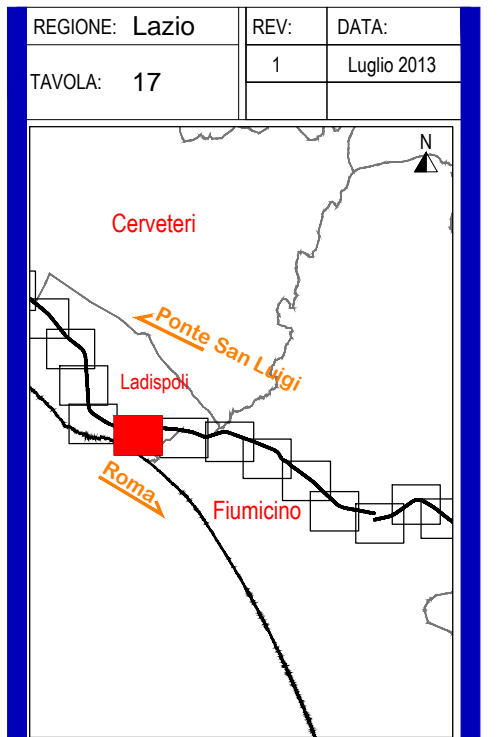 REGIONE: Lazio
REV:
DATA:
TAVOLA: 17
1
Luglio 2013
N
Cerveteri
Ponte San Luigi
Ladispoli
Roma
Fiumicino